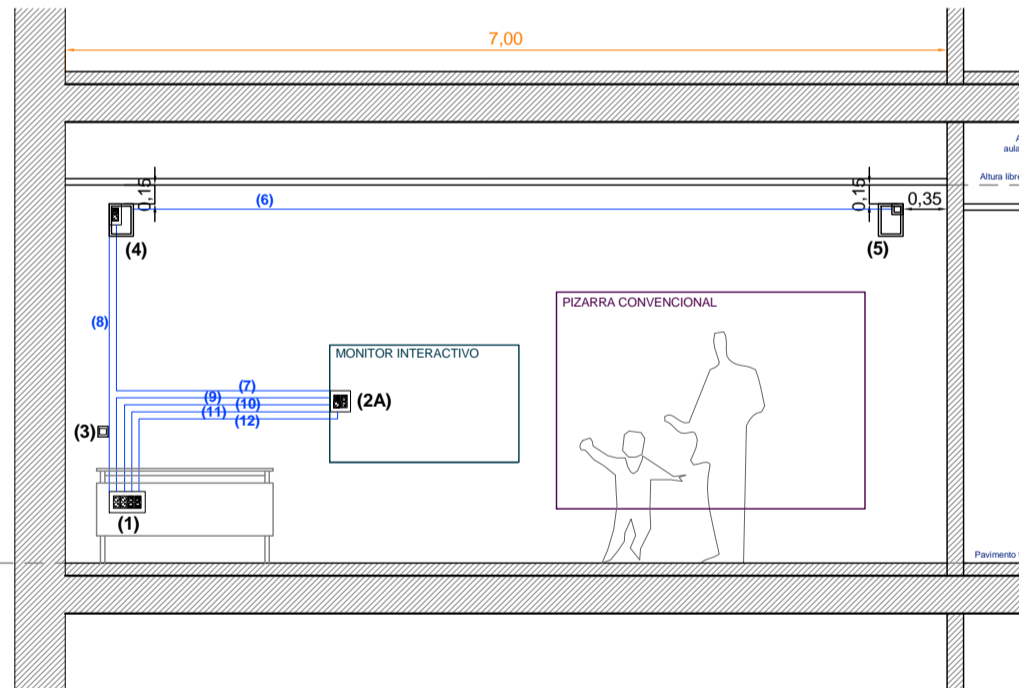 7,00
A
aula
Altura libre
0,15
(6)
0,15
0,35
(4)
(5)
(8)
PIZARRA CONVENCIONAL
MONITOR INTERACTIVO
(7)
(9)
(10)
(2A)
(11)
(12)
(3)
(1)
Pavimento